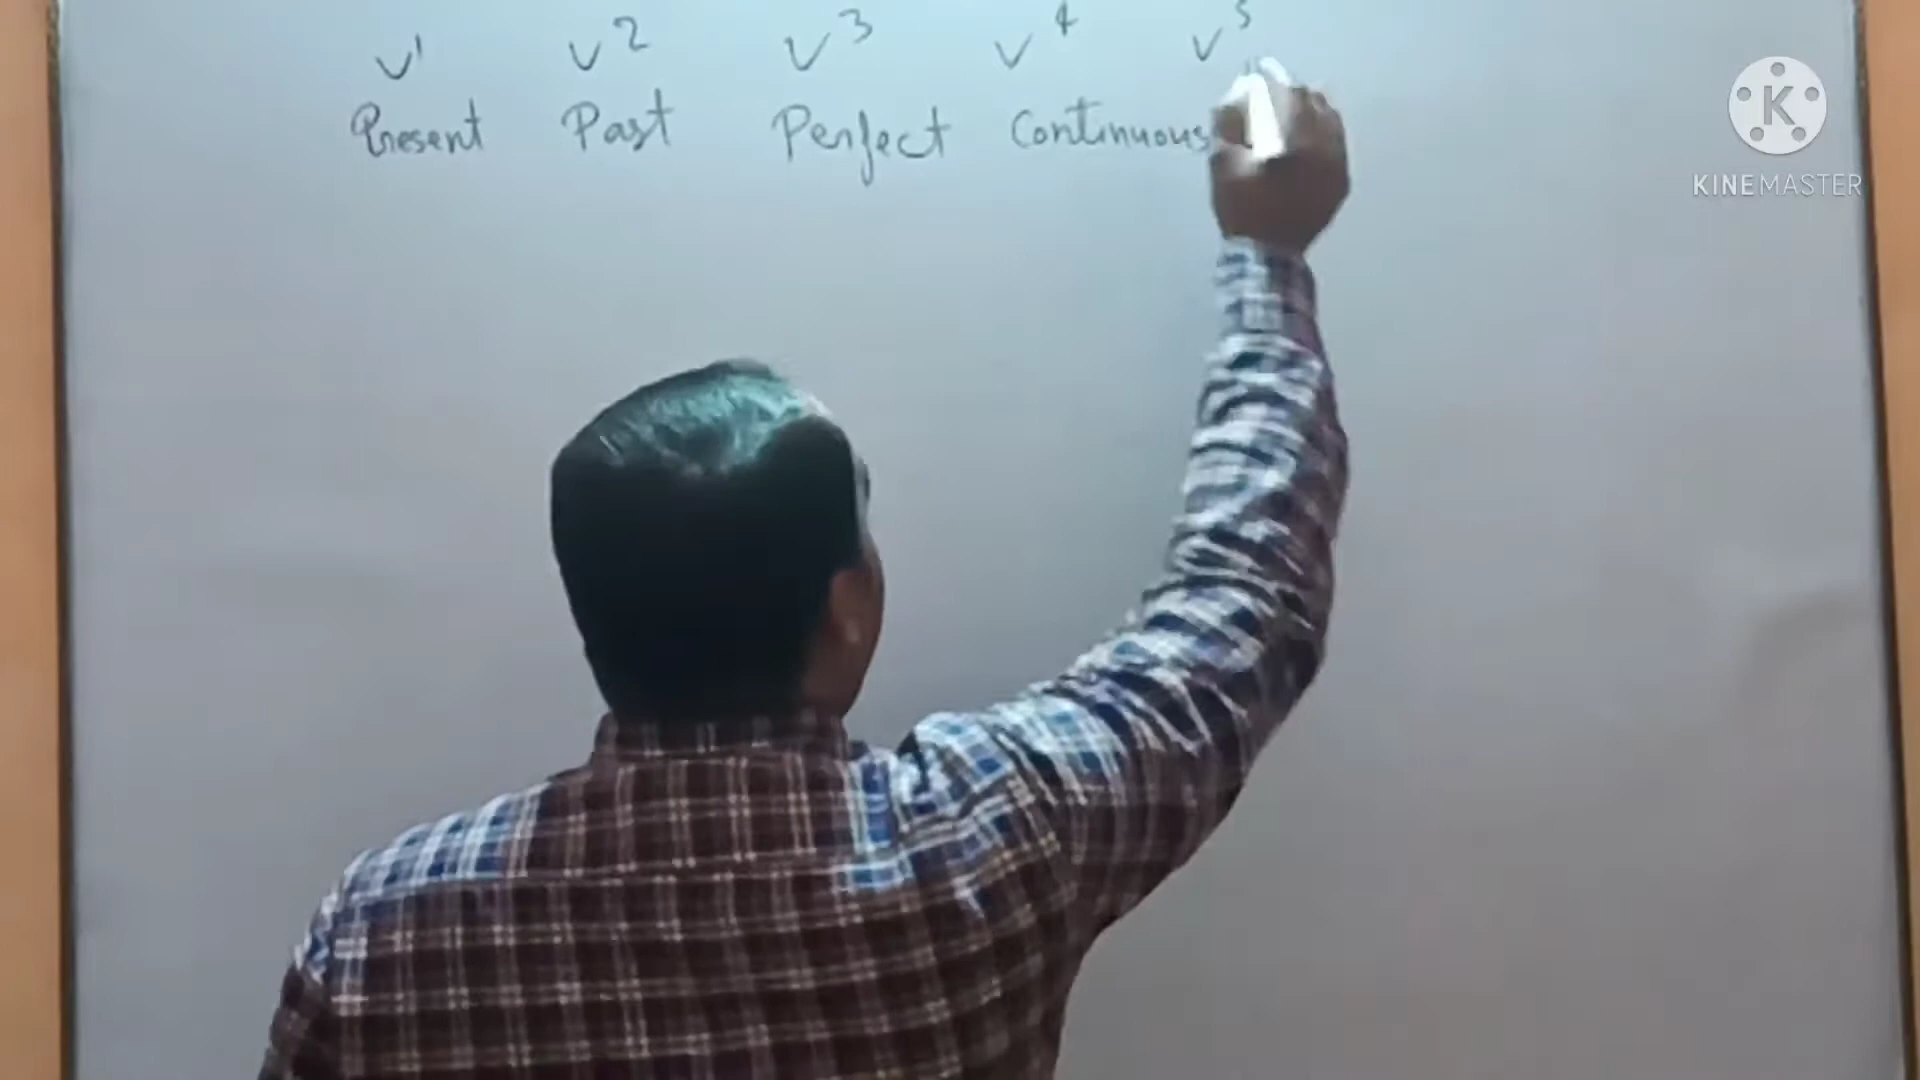 V¹ V² V³ V⁴ V⁵
Present Past Perfect Continuous
K
KINEMASTER